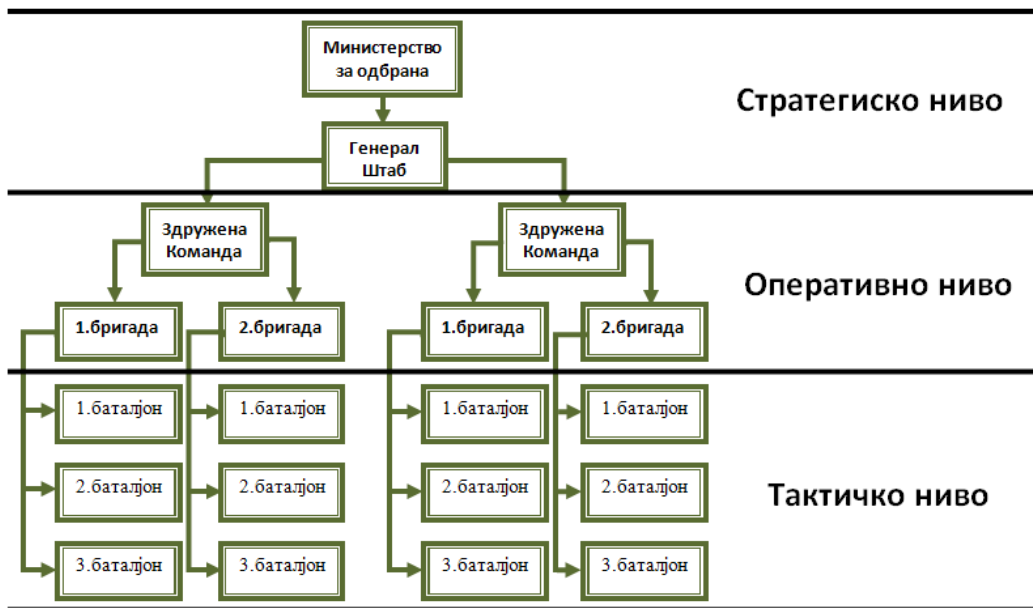 Министерство
за одбрана
Стратегиско ниво
Генерал
Штаб
Здружена
Команда
Здружена
Команда
Оперативно ниво
1.бригада
2.бригада
1.бригада
2.бригада
1.баталјон
1.баталјон
1.баталјон
1.баталјон
2.баталјон
2.баталјон
2.баталјон
2.баталјон
Тактичко ниво
3.баталјон
3.баталјон
3.баталјон
3.баталјон